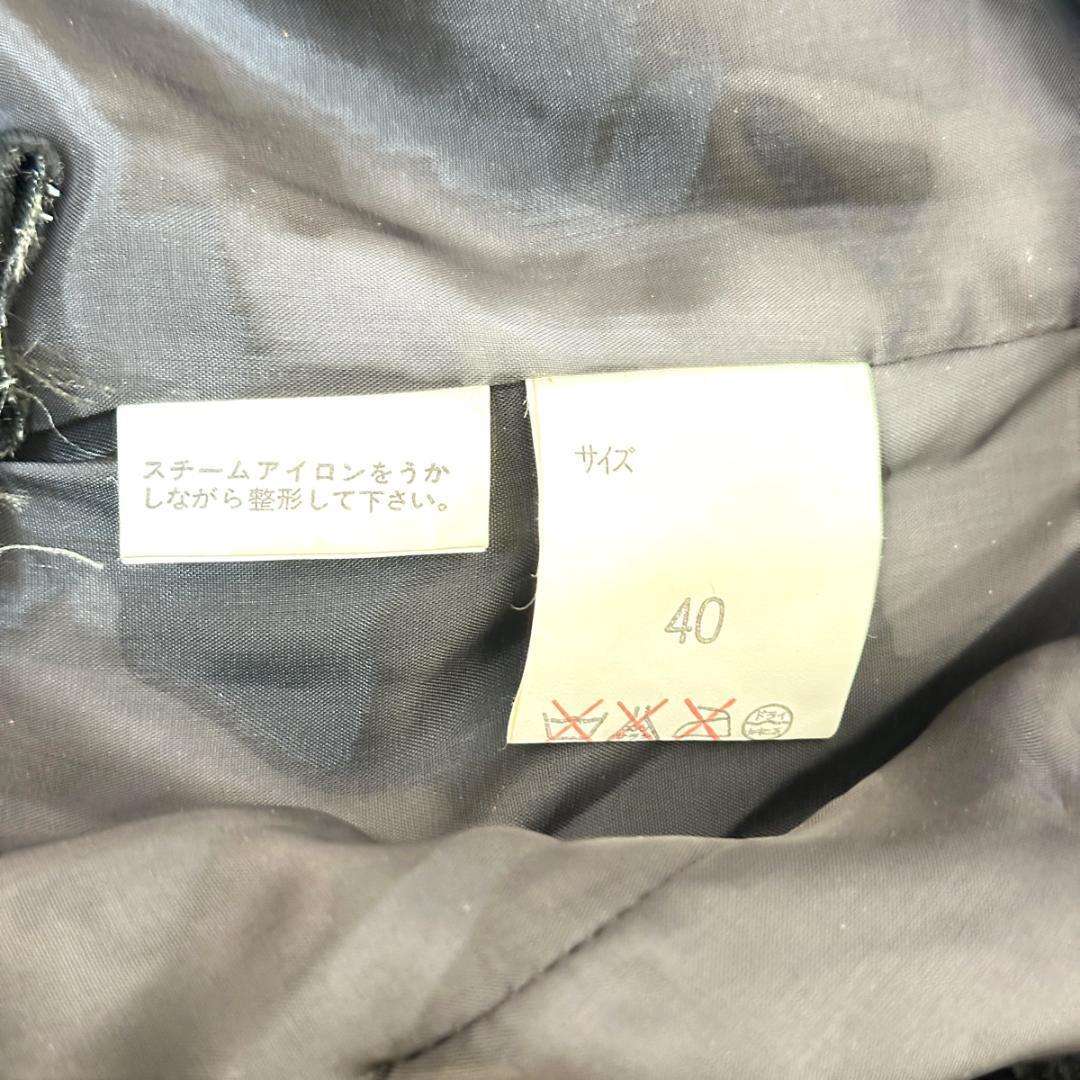 スチームアイロンをうか
しながら整形して下さい。
サイズ
40
ドライ